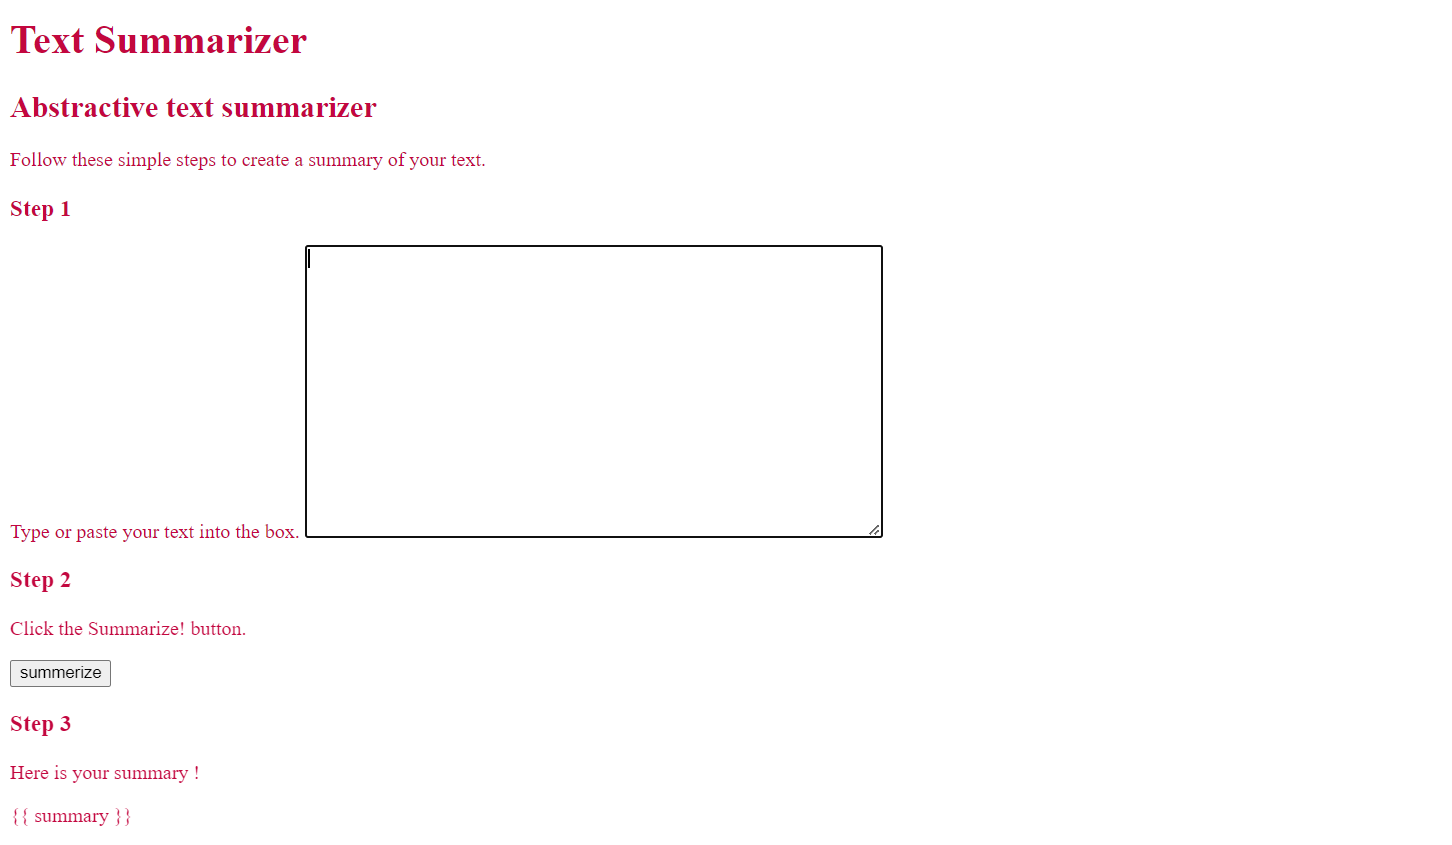 Text Summarizer
Abstractive text summarizer
Follow these simple steps to create a summary of your text.
Step 1
Type or paste your text into the box.
Step 2
Click the Summarize! button.
summerize
Step 3
Here is your summary !
{{ summary }}